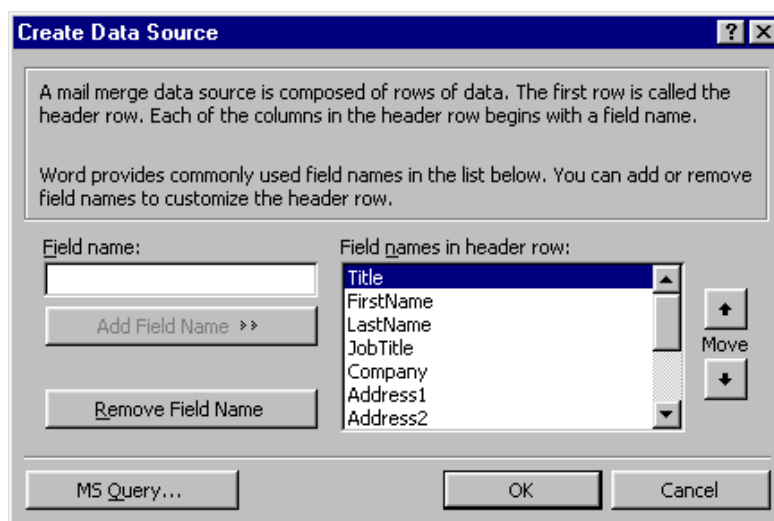 Create Data Source
A mail merge data source is composed of rows of data. The first row is called the
header row. Each of the columns in the header row begins with a field name.
Word provides commonly used field names in the list below. You can add or remove
field names to customize the header row.
Field name:
Field names in header row:
Title
FirstName
LastName
JobTitle
Company
Address1
Address2
Add Field Name >>
Remove Field Name
Move
MS Query...
OK
Cancel